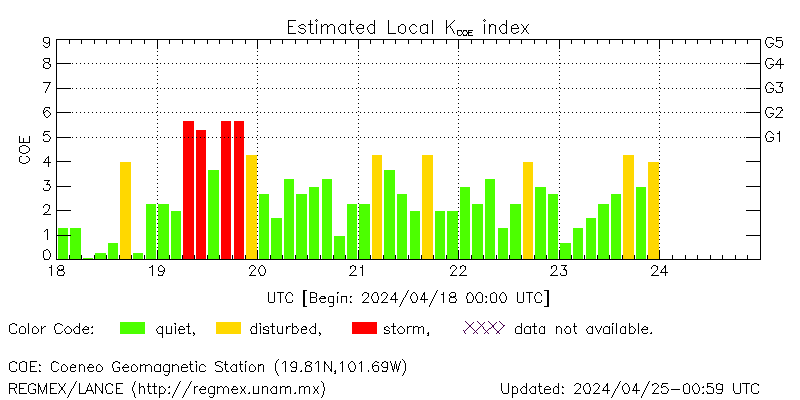 Estimated Local KCOE index
9 G5
8 G4
7 G3
6 G2
5 G1
4
3
2
1
0
COE
18 19 20 21 22 23 24
UTC [Begin: 2024/04/18 00:00 UTC]
Color Code: quiet, disturbed, storm, data not available.
COE: Coeneo Geomagnetic Station (19.81N,101.69W)
REGMEX/LANCE (http://regmex.unam.mx) Updated: 2024/04/25-00:59 UTC